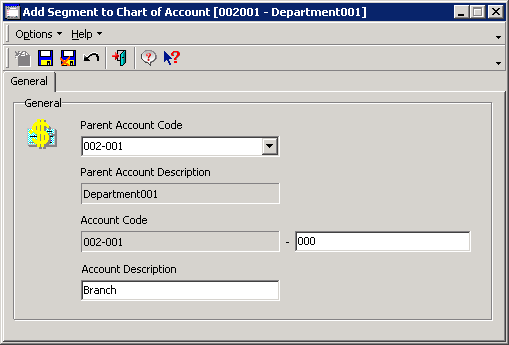 Add Segment to Chart of Account [002001 - Department001]
Options Help
General
General
Parent Account Code
002-001
Parent Account Description
Department001
Account Code
002-001 - 000
Account Description
Branch